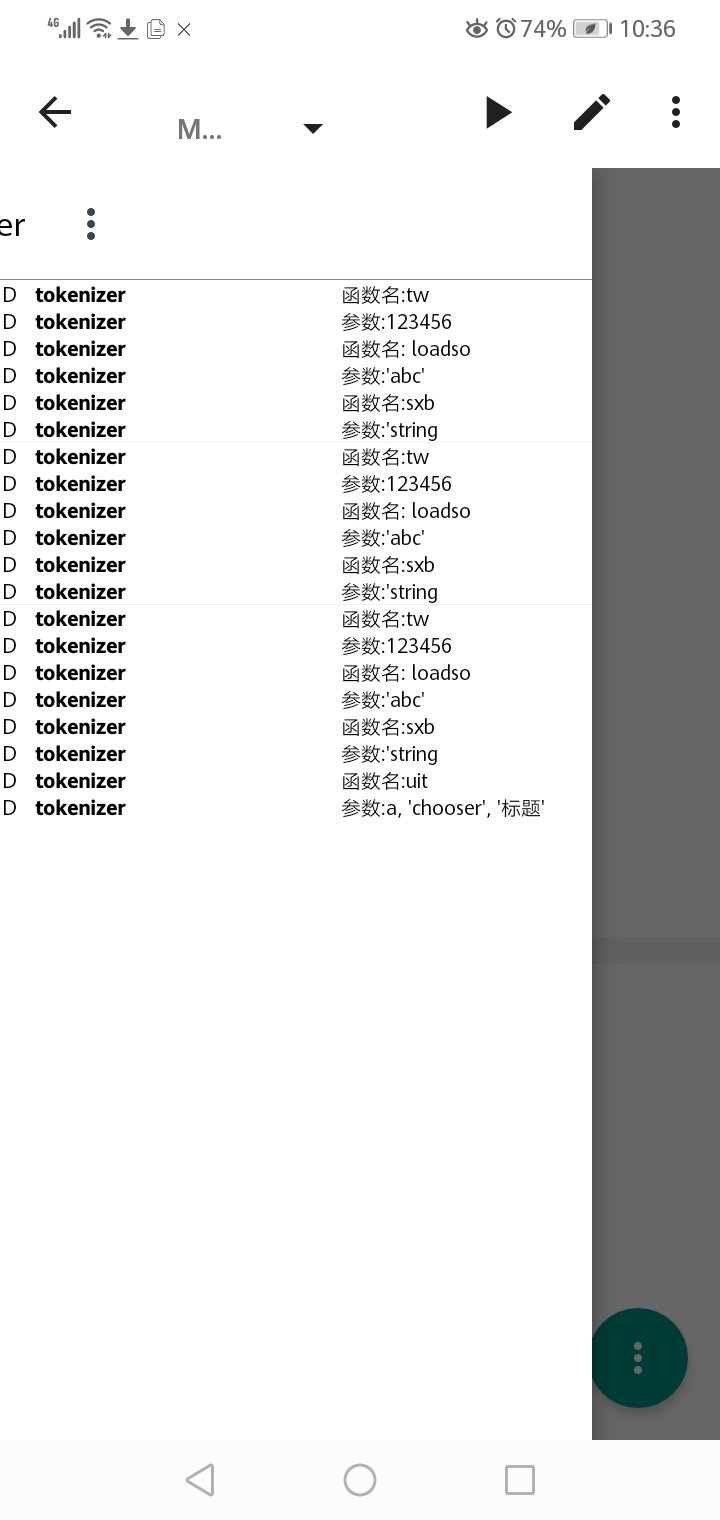 4G 74% 10:36
M...
er
D tokenizer 函数名:tw
D tokenizer 参数:123456
D tokenizer 函数名: loadso
D tokenizer 参数:'abc'
D tokenizer 函数名:sxb
D tokenizer 参数:'string
D tokenizer 函数名:tw
D tokenizer 参数:123456
D tokenizer 函数名: loadso
D tokenizer 参数:'abc'
D tokenizer 函数名:sxb
D tokenizer 参数:'string
D tokenizer 函数名:tw
D tokenizer 参数:123456
D tokenizer 函数名: loadso
D tokenizer 参数:'abc'
D tokenizer 函数名:sxb
D tokenizer 参数:'string
D tokenizer 函数名:uit
D tokenizer 参数:a, 'chooser', '标题'